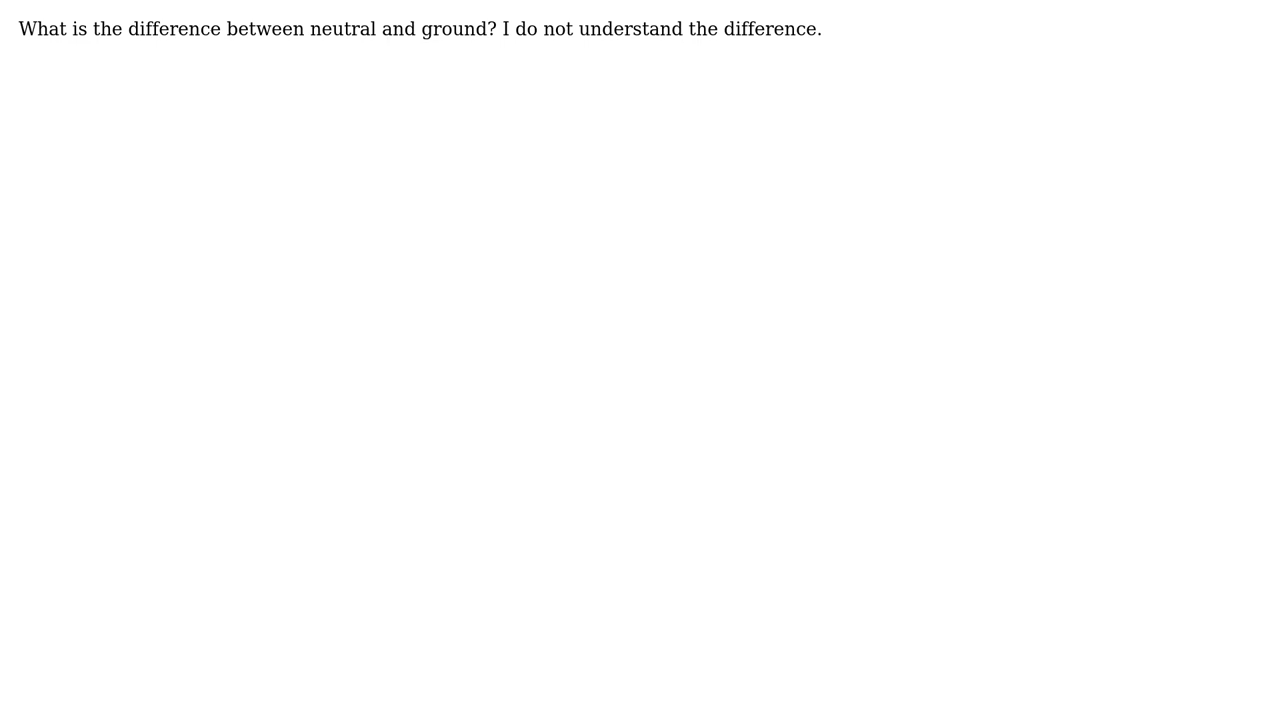 What is the difference between neutral and ground? I do not understand the difference.